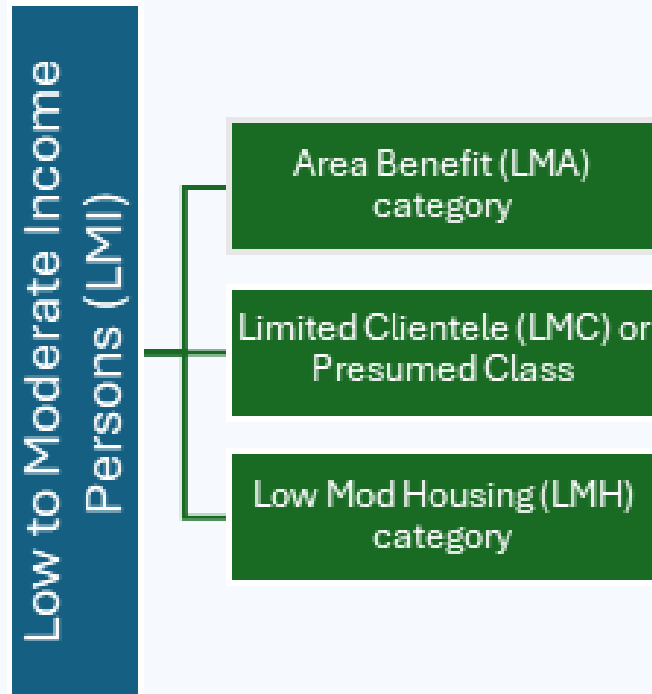 Low to Moderate Income
Persons (LMI)
Area Benefit (LMA)
category
Limited Clientele (LMC) or
Presumed Class
Low Mod Housing (LMH)
category